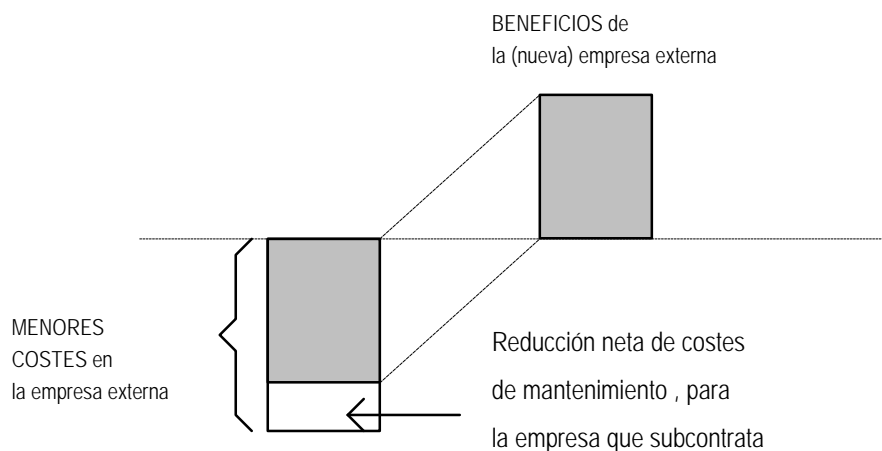 BENEFICIOS de
la (nueva) empresa externa
MENORES
COSTES en
la empresa externa
Reducción neta de costes
de mantenimiento , para
la empresa que subcontrata